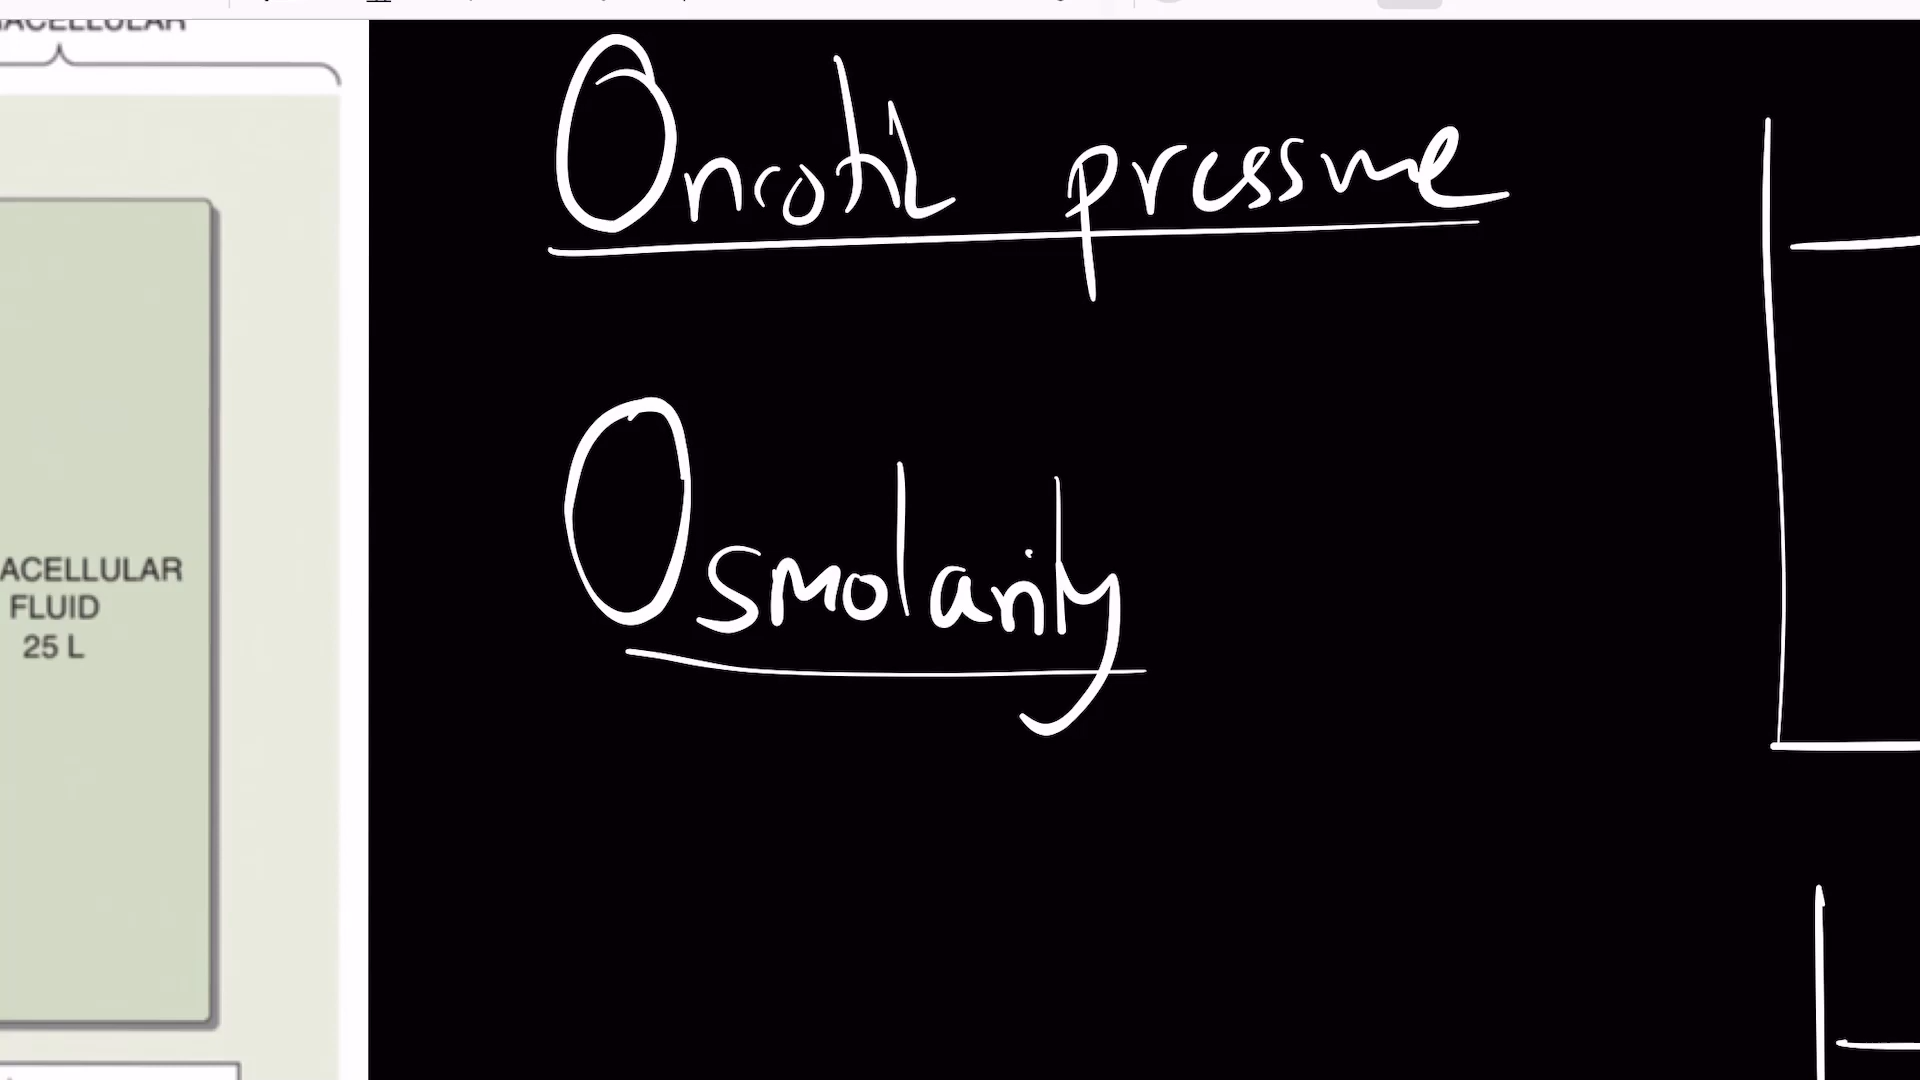 ACELLULAR
Oncotic pressure
Osmolarity
ACELLULAR
FLUID
25 L